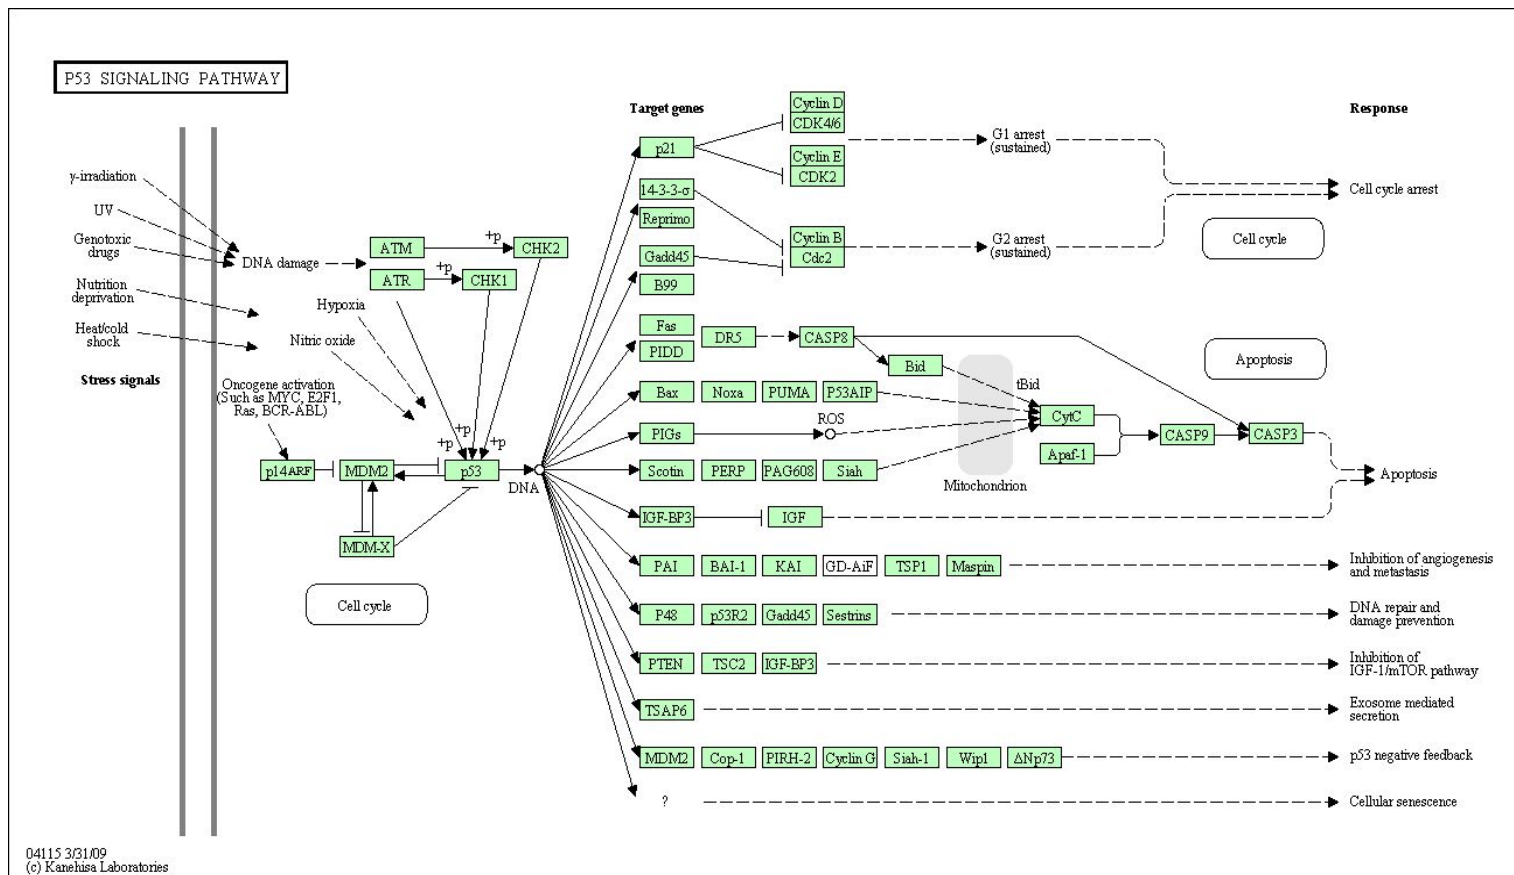 P53 SIGNALING PATHWAY
Target genes
Response
Cyclin D
CDK4/6
p21
G1 arrest
(sustained)
Cyclin E
CDK2
γ-irradiation
14-3-3-σ
Cell cycle arrest
UV
Reprimo
Genotoxic
drugs
ATM
+p
CHK2
Cyclin B
Cdc2
G2 arrest
(sustained)
Cell cycle
Gadd45
DNA damage
ATR
+p
CHK1
B99
Nutrition
deprivation
Hypoxia
Heat/cold
shock
Nitric oxide
Fas
PIDD
DR5
CASP8
Bid
Apoptosis
Stress signals
Oncogene activation
(Such as MYC, E2F1,
Ras, BCR-ABL)
Bax
Noxa
PUMA
P53AIP
tBid
CytC
ROS
PIGs
CASP9
CASP3
+p
+p
+p
Apaf-1
p14ARF
MDM2
p53
DNA
Scotin
PERP
PAG608
Siah
Mitochondrion
Apoptosis
IGF-BP3
IGF
MDM-X
PAI
BAI-1
KAI
GD-AiF
TSP1
Maspin
Inhibition of angiogenesis
and metastasis
Cell cycle
P48
p53R2
Gadd45
Sestrins
DNA repair and
damage prevention
PTEN
TSC2
IGF-BP3
Inhibition of
IGF-1/mTOR pathway
TSAP6
Exosome mediated
secretion
MDM2
Cop-1
PIRH-2
Cyclin G
Siah-1
Wip1
ΔNp73
p53 negative feedback
?
Cellular senescence
04115 3/31/09
(c) Kanehisa Laboratories